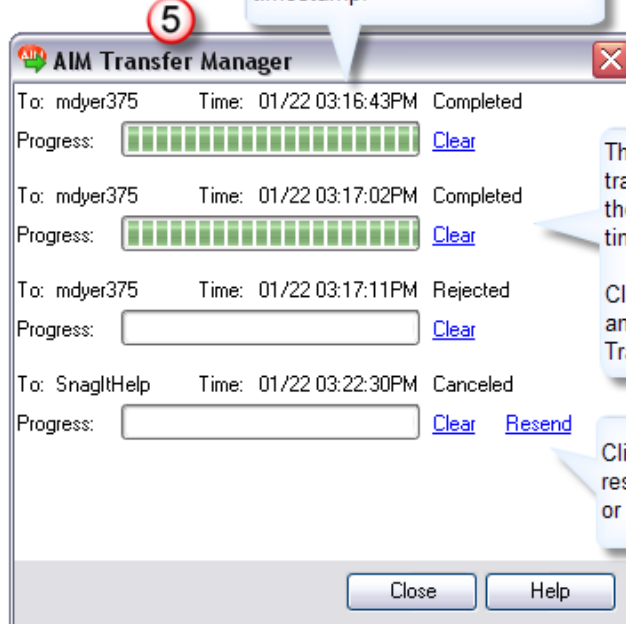 timestamp.
5
AIM Transfer Manager
To: mdyer375 Time: 01/22 03:16:43PM Completed
Progress: Clear
To: mdyer375 Time: 01/22 03:17:02PM Completed
Progress: Clear
To: mdyer375 Time: 01/22 03:17:11PM Rejected
Progress: Clear
To: SnagItHelp Time: 01/22 03:22:30PM Canceled
Progress: Clear Resend
or
Close Help